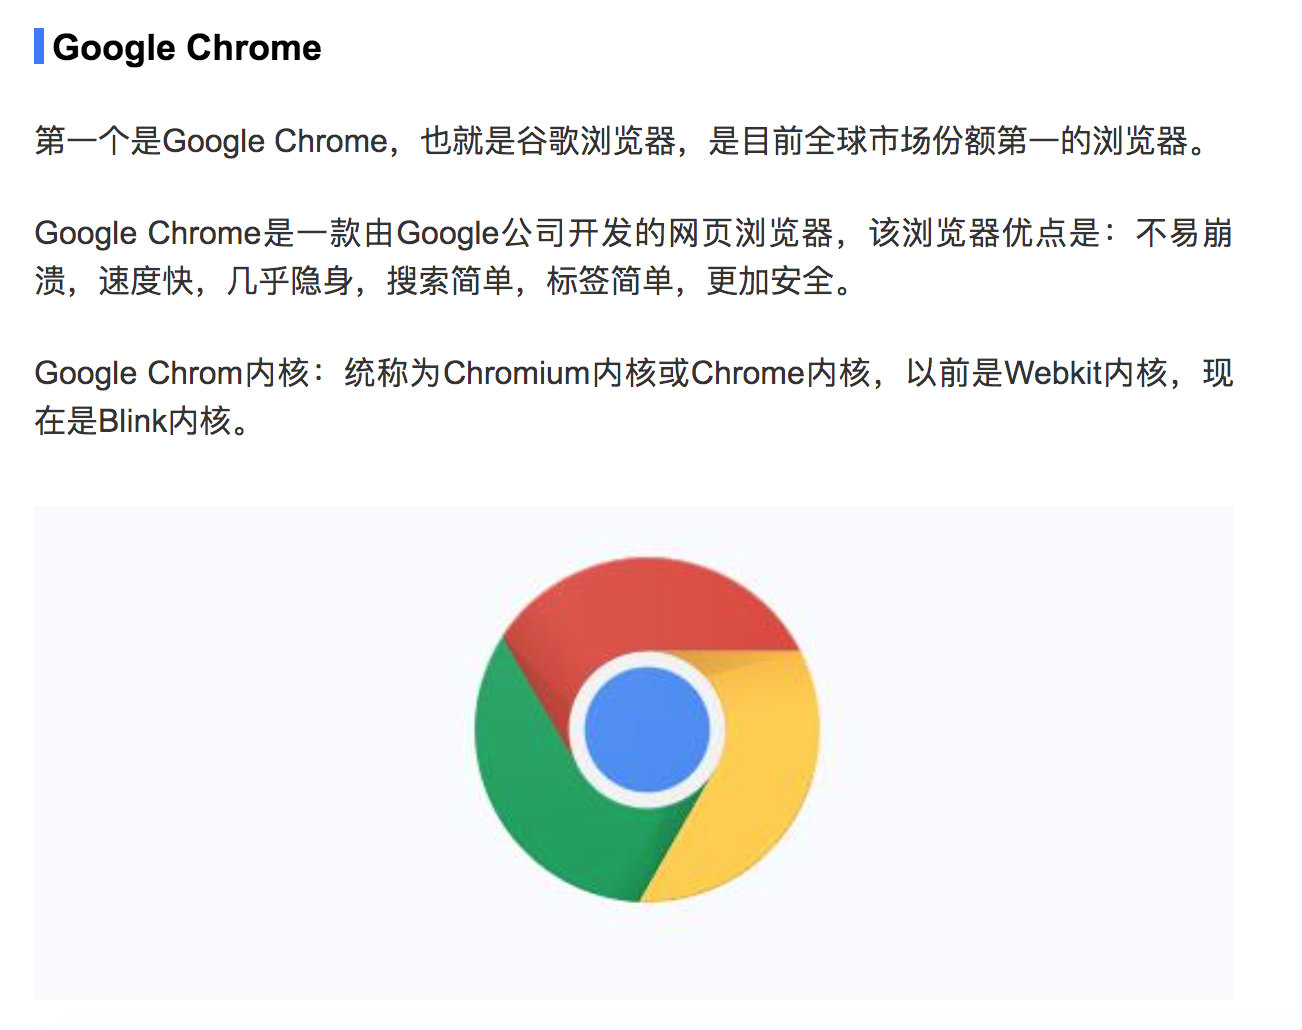 Google Chrome
第一个是Google Chrome，也就是谷歌浏览器，是目前全球市场份额第一的浏览器。
Google Chrome是一款由Google公司开发的网页浏览器，该浏览器优点是：不易崩
溃，速度快，几乎隐身，搜索简单，标签简单，更加安全。
Google Chrom内核：统称为Chromium内核或Chrome内核，以前是Webkit内核，现
在是Blink内核。